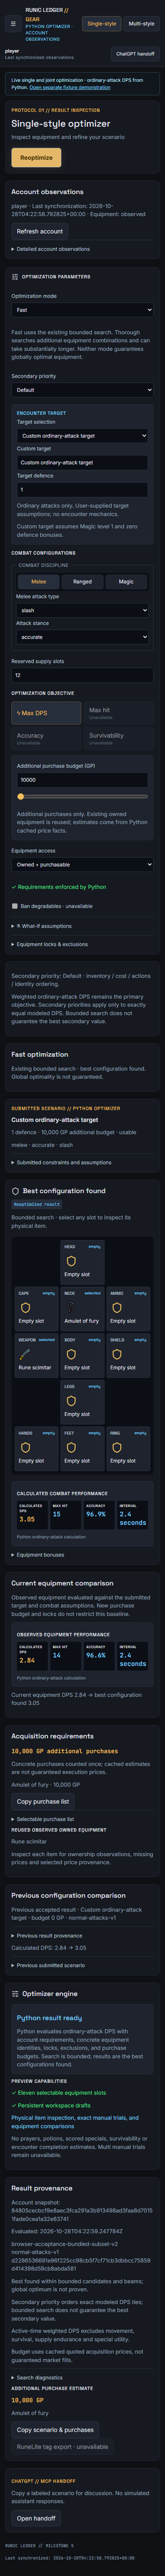 RUNIC LEDGER //
GEAR
PYTHON OPTIMIZER ·
ACCOUNT
OBSERVATIONS
Single-style
Multi-style
player
Last synchronized observations
ChatGPT handoff
Live single and joint optimization · ordinary-attack DPS from
Python. Open separate fixture demonstration
PROTOCOL 01 // RESULT INSPECTION
Single-style optimizer
Inspect equipment and refine your scenario
Reoptimize
Account observations
player · Last synchronization: 2026-10-
28T04:22:58.792825+00:00 · Equipment: observed
Refresh account
▸ Detailed account observations
OPTIMIZATION PARAMETERS
Optimization mode
Fast
Fast uses the existing bounded search. Thorough
searches additional equipment combinations and can
take substantially longer. Neither mode guarantees
globally optimal equipment.
Secondary priority
Default
ENCOUNTER TARGET
Target selection
Custom ordinary-attack target
Custom target
Custom ordinary-attack target
Target defence
1
Ordinary attacks only. User-supplied target
assumptions; no encounter mechanics.
Custom target assumes Magic level 1 and zero
defence bonuses.
COMBAT CONFIGURATIONS
COMBAT DISCIPLINE
Melee
Ranged
Magic
Melee attack type
slash
Attack stance
accurate
Reserved supply slots
12
OPTIMIZATION OBJECTIVE
Max DPS
Max hit
Unavailable
Accuracy
Unavailable
Survivability
Unavailable
Additional purchase budget (GP)
10000
Additional purchases only. Existing owned
equipment is reused; estimates come from Python
cached price facts.
Equipment access
Owned + purchasable
✓ Requirements enforced by Python
Ban degradables · unavailable
▸ What-if assumptions
▸ Equipment locks & exclusions
Secondary priority: Default · inventory / cost / actions
/ identity ordering.
Weighted ordinary-attack DPS remains the primary
objective. Secondary priorities apply only to exactly
equal modeled DPS. Bounded search does not
guarantee the best secondary value.
Fast optimization
Existing bounded search · best configuration found.
Global optimality is not guaranteed.
SUBMITTED SCENARIO // PYTHON OPTIMIZER
Custom ordinary-attack target
1 defence · 10,000 GP additional budget · usable
melee · accurate · slash
▸ Submitted constraints and assumptions
Best configuration found
Reoptimized result
Bounded search · select any slot to inspect its
physical item.
HEAD empty
Empty slot
CAPE empty
Empty slot
NECK selected
Amulet of fury
AMMO empty
Empty slot
WEAPON selected
Rune scimitar
BODY empty
Empty slot
SHIELD empty
Empty slot
LEGS empty
Empty slot
HANDS empty
Empty slot
FEET empty
Empty slot
RING empty
Empty slot
CALCULATED COMBAT PERFORMANCE
CALCULATED
DPS
3.05
MAX HIT
15
ACCURACY
96.9%
INTERVAL
2.4
seconds
Python ordinary-attack calculation
▸ Equipment bonuses
Current equipment comparison
Observed equipment evaluated against the submitted
target and combat assumptions. New purchase
budget and locks do not restrict this baseline.
OBSERVED EQUIPMENT PERFORMANCE
CALCULATED
DPS
2.84
MAX HIT
14
ACCURACY
96.6%
INTERVAL
2.4
seconds
Python ordinary-attack calculation
Current equipment DPS 2.84 → best configuration
found 3.05
Acquisition requirements
10,000 GP additional purchases
Concrete purchases counted once; cached estimates
are not guaranteed execution prices.
Amulet of fury · 10,000 GP
Copy purchase list
▸ Selectable purchase list
REUSED OBSERVED OWNED EQUIPMENT
Rune scimitar
Inspect each item for ownership observations, missing
prices and selected price provenance.
Previous configuration comparison
Previous accepted result · Custom ordinary-attack
target · budget 0 GP · normal-attacks-v1
▸ Previous result provenance
Calculated DPS: 2.84 → 3.05
▸ Previous submitted scenario
Optimizer engine
Python result ready
Python evaluates ordinary-attack DPS with
account requirements, concrete equipment
identities, locks, exclusions, and purchase
budgets. Search is bounded; results are the best
configurations found.
PREVIEW CAPABILITIES
✓ Eleven selectable equipment slots
✓ Persistent workspace drafts
Physical item inspection, exact manual trials, and
equipment comparisons
No prayers, potions, scored specials, survivability or
encounter completion estimates. Multi manual trials
remain unavailable.
Result provenance
Evaluated: 2026-10-28T04:22:59.247784Z
browser-acceptance-bundled-subset-v2
normal-attacks-v1
Best found within bounded candidates and beams;
global optimum is not proven.
Secondary priority orders exact modeled DPS ties;
bounded search does not guarantee the best
secondary value.
Active-time weighted DPS excludes movement,
survival, supply endurance and special utility.
Budget uses cached quoted acquisition prices, not
guaranteed market fills.
▸ Search diagnostics
ADDITIONAL PURCHASE ESTIMATE
10,000 GP
Amulet of fury
Copy scenario & purchases
RuneLite tag export · unavailable
CHATGPT // MCP HANDOFF
Copy a labeled scenario for discussion. No simulated
assistant responses.
Open handoff
RUNIC LEDGER // MILESTONE 5
Last synchronized: 2026-10-28T04:22:58.792825+00:00